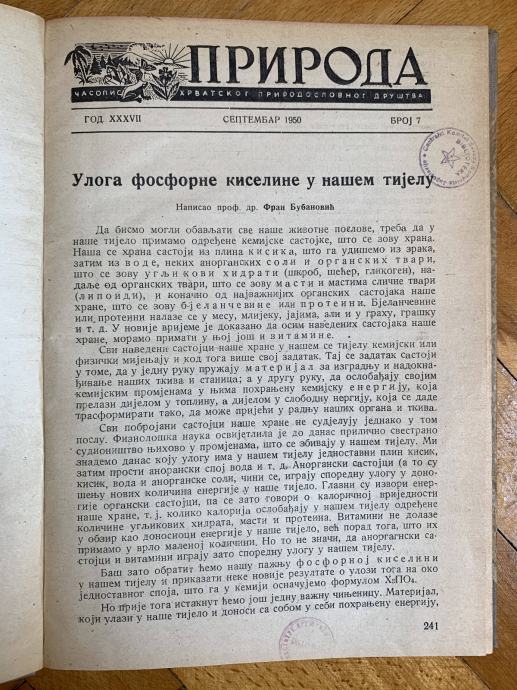 ПРИРОДА
ЧАСОПИС ХРВАТСКОГ ПРИРОДОСЛОВНОГ ДРУШТВА
ГОД. XXXVII СЕПТЕМБАР 1950 БРОЈ 7
Улога фосфорне киселине у нашем тијелу
Написао проф. др. Фран Бубановић
Да бисмо могли обављати све наше животне послове, треба да у
наше тијело примамо одређене кемијске састојке, што се зову храна.
Наша се храна састоји из плина кисика, што га удишемо из зрака,
затим из воде, неких анорганских соли и органских твари,
што се зову угљикови хидрати (шкроб, шећер, гликоген), на-
даље од органских твари, што се зову масти и мастима сличне твари
(липоиди), и коначно од најважнијих органских састојака наше
хране, што се зову бјеланчевине или протеини. Бјеланчевине
или протеини налазе се у месу, млијеку, јајима, али и у граху, грашку
и т. д. У новије вријеме је доказано да осим наведених састојака наше
хране, морамо примати у њој још и витамине.
Сви наведени састојци наше хране у нашем се тијелу кемијски или
физички мијењају и код тога више свој задатак. Тај се задатак састоји
у томе, да у једну руку пружају материјал за изградњу и надокна-
ђивање наших ткива и станица; а у другу руку, да ослобађају својим
кемијским промјенама у њима похрањену кемијску енергију, која
прелази дијелом у топлину, а дијелом у слободну нергију, која се даде
трасформирати тако, да може пријећи у радњу наших органа и ткива.
Сви побројани састојци наше хране не судјелују једнако у том
послу. Физиолошка наука освијетлила је до данас прилично свестрано
судиоништво њихово у промјенама, што се збивају у нашем тијелу. Ми
знадемо данас коју улогу има у нашем тијелу једноставни плин кисик,
затим прости анорански спој вода и т. д. Аноргански састојци (а то су
кисик, вода и анорганске соли, чини се, играју споредну улогу у доно-
шењу нових количина енергије у наше тијело. Главни су извори енер-
гије органски састојци, па се зато говори о калоричној вриједности
наше хране, т. ј. колико калорија ослобађају у нашем тијелу одређене
количине угљикових хилрата, масти и протеина. Витамини не долазе
у обзир као доносиоци енергије у наше тијело, већ порад тога, што их
примамо у врло маленој количини. Но то не значи, да аноргагнски са-
стојци и витамини играју зато споредну улогу у нашем тијелу.
Баш зато обратит ћемо нашу пажњу фосфорној киселини
у нашем тијелу и приказати неке новије резултате о улози тога на око
једноставног споја, што га у кемији означујемо формулом X₃ПО₄.
Но прије тога истакнут ћемо још једну важну чињеницу. Материјал,
који улази у наше тијело и доноси са собом у себи похрањену енергију,
241